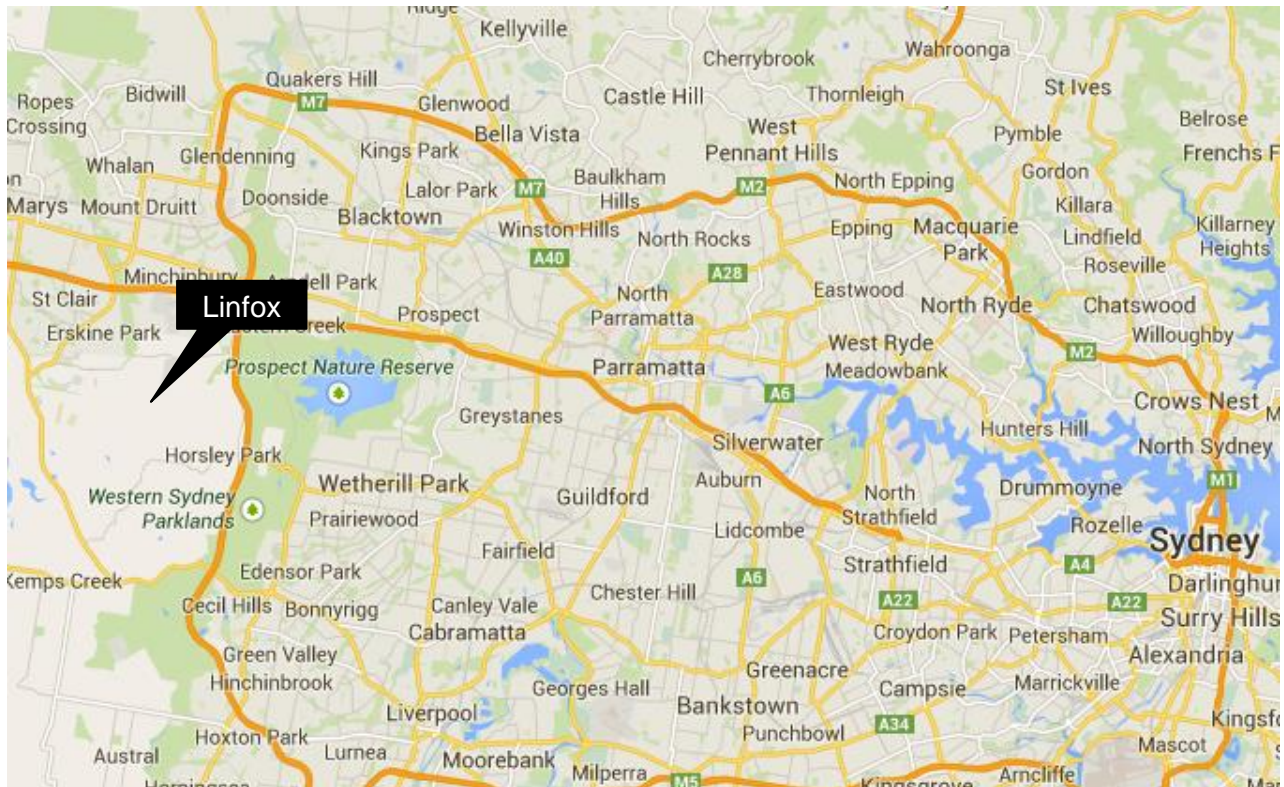 Kellyville
Cherrybrook
Wahroonga
Quakers Hill
St Ives
Ropes
Crossing
Bidwill
M7
Glenwood
Castle Hill
Thornleigh
Belrose
Bella Vista
West
Pennant Hills
Pymble
Frenchs F
Whalan
Glendenning
Kings Park
Gordon
Marys
Mount Druitt
Doonside
Lalor Park
M7
Baulkham
Hills
M2
North Epping
Killara
Blacktown
Winston Hills
North Rocks
Epping
Macquarie
Park
Lindfield
Killarney
Heights
Roseville
A40
A28
Minchinbury
Arndell Park
St Clair
Linfox
North
Parramatta
Eastwood
North Ryde
Chatswood
Erskine Park
Eastern Creek
Prospect
West Ryde
Willoughby
Meadowbank
M2
Prospect Nature Reserve
Parramatta
A6
Crows Nest
Greystanes
Hunters Hill
Silverwater
North Sydney
Horsley Park
Auburn
M1
Wetherill Park
Western Sydney
Parklands
Guildford
North
Strathfield
Drummoyne
Prairiewood
Lidcombe
Rozelle
Sydney
Fairfield
Kemps Creek
Edensor Park
Strathfield
A4
A6
Darlinghur
Cecil Hills
Bonnyrigg
Canley Vale
Chester Hill
A22
A22
Cabramatta
Surry Hills
Croydon Park
Petersham
Green Valley
Alexandria
Hinchinbrook
Greenacre
Georges Hall
Campsie
Marrickville
Liverpool
Bankstown
Punchbowl
A34
Kingsfo
Hoxton Park
Austral
Lurnea
Moorebank
Milperra
M5
Mascot
Arncliffe
Kingsgrove